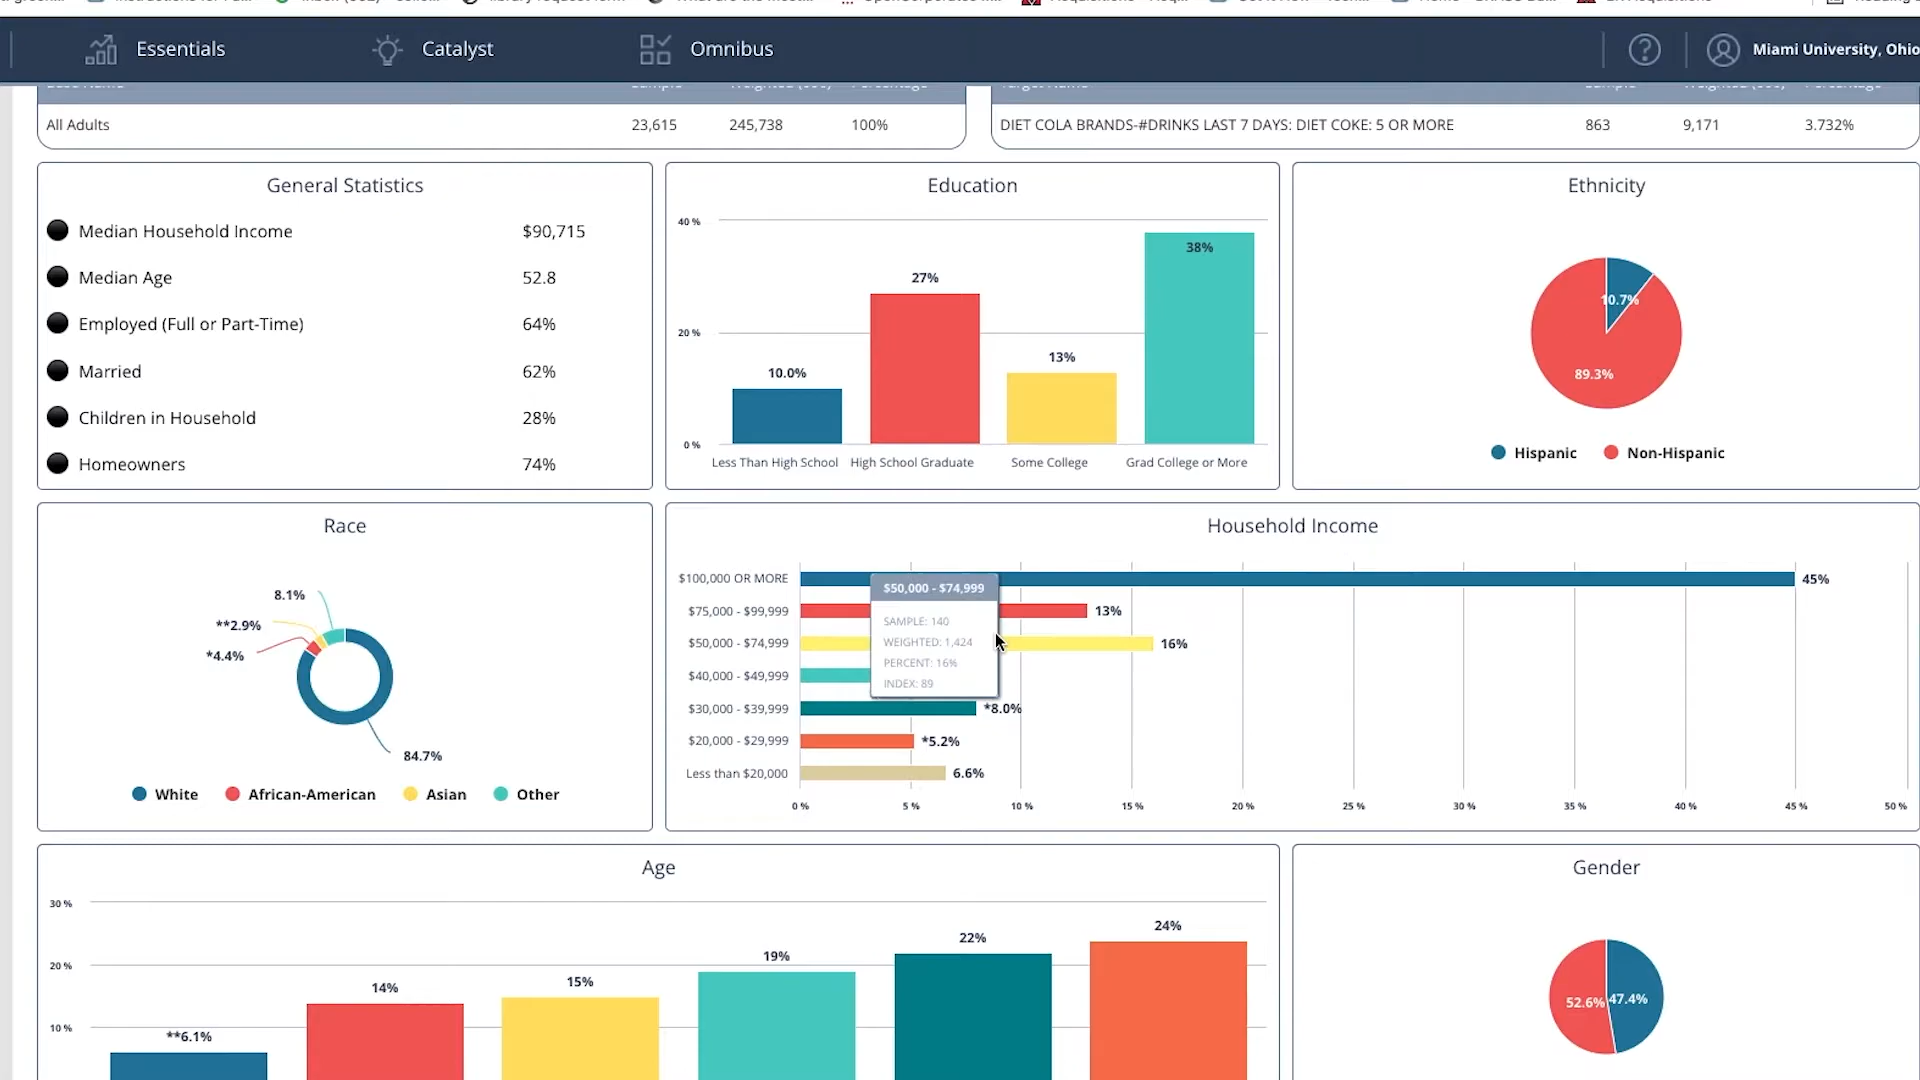 Essentials
Catalyst
Omnibus
Miami University, Ohio
All Adults 23,615 245,738 100%
DIET COLA BRANDS-#DRINKS LAST 7 DAYS: DIET COKE: 5 OR MORE 863 9,171 3.732%
General Statistics
Median Household Income $90,715
Median Age 52.8
Employed (Full or Part-Time) 64%
Married 62%
Children in Household 28%
Homeowners 74%
Education
40 %
38%
27%
20 %
13%
10.0%
0 %
Less Than High School High School Graduate Some College Grad College or More
Ethnicity
10.7%
89.3%
Hispanic Non-Hispanic
Race
8.1%
**2.9%
*4.4%
84.7%
White African-American Asian Other
Household Income
$100,000 OR MORE 45%
$75,000 - $99,999 13%
$50,000 - $74,999 16%
$40,000 - $49,999
$30,000 - $39,999 *8.0%
$20,000 - $29,999 *5.2%
Less than $20,000 6.6%
$50,000 - $74,999
SAMPLE: 140
WEIGHTED: 1,424
PERCENT: 16%
INDEX: 89
0 % 5 % 10 % 15 % 20 % 25 % 30 % 35 % 40 % 45 % 50 %
Age
30 %
20 %
10 %
**6.1% 14% 15% 19% 22% 24%
Gender
52.6% 47.4%